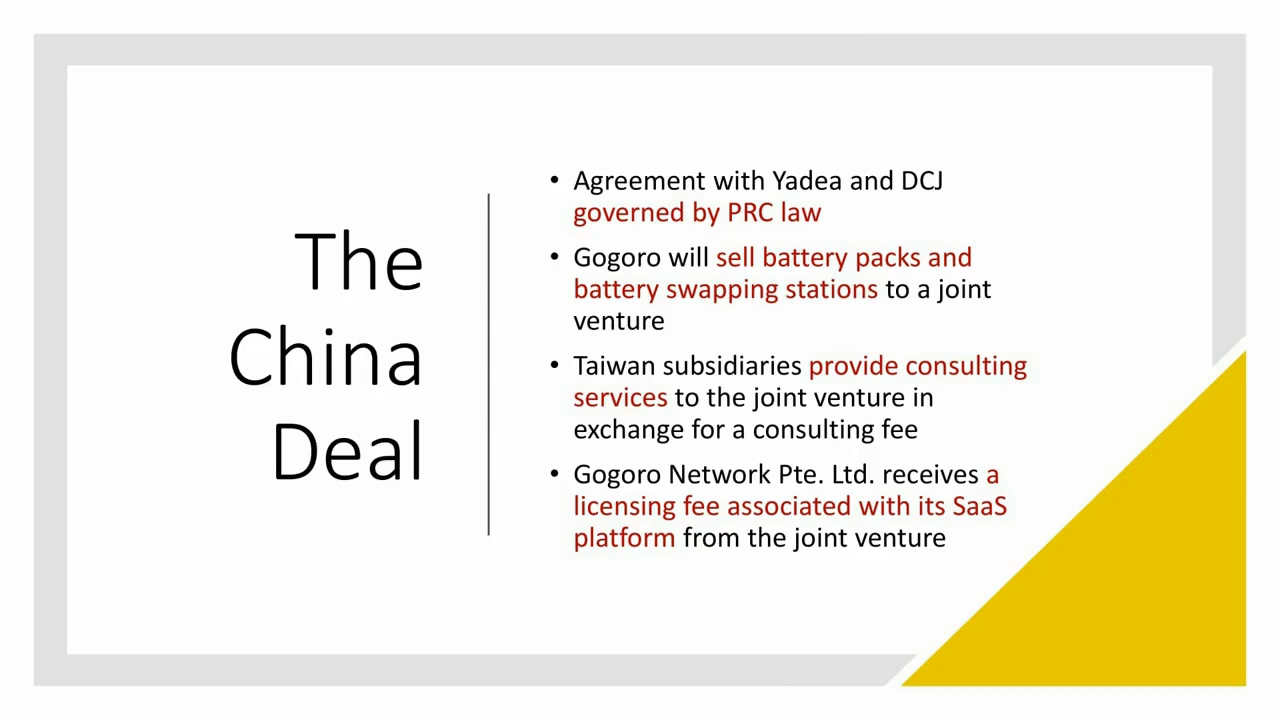 The
China
Deal
• Agreement with Yadea and DCJ
governed by PRC law
• Gogoro will sell battery packs and
battery swapping stations to a joint
venture
• Taiwan subsidiaries provide consulting
services to the joint venture in
exchange for a consulting fee
• Gogoro Network Pte. Ltd. receives a
licensing fee associated with its SaaS
platform from the joint venture